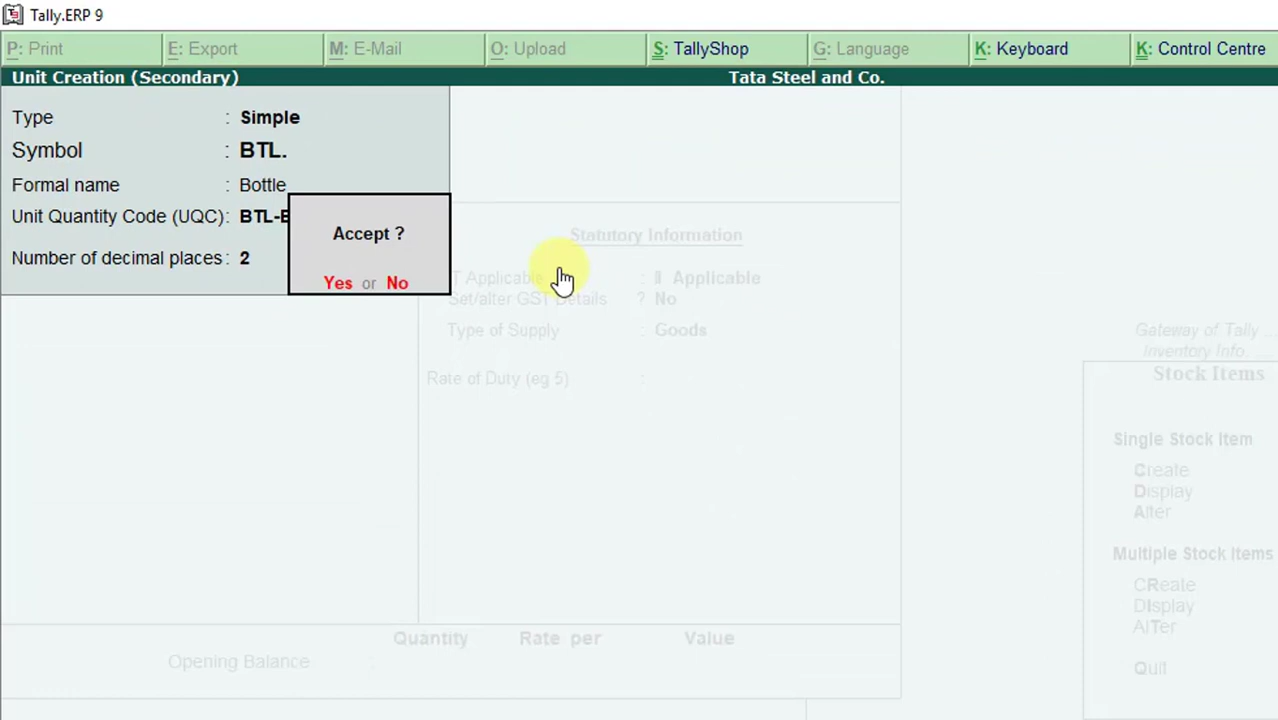 Tally.ERP 9
P: Print E: Export M: E-Mail O: Upload S: TallyShop G: Language K: Keyboard K: Control Centre
Unit Creation (Secondary) Tata Steel and Co.
Type : Simple
Symbol : BTL.
Formal name : Bottle
Unit Quantity Code (UQC) : BTL-
Number of decimal places : 2
Accept ?
Yes or No
Statutory Information
T Applicable : Applicable
Set/alter GST Details ? No
Type of Supply : Goods
Rate of Duty (eg 5) :
Gateway of Tally ...
Inventory Info.
Stock Items
Single Stock Item
Create
Display
Alter
Multiple Stock Items
CReate
DIsplay
AlTer
Quit
Quantity Rate per Value
Opening Balance :